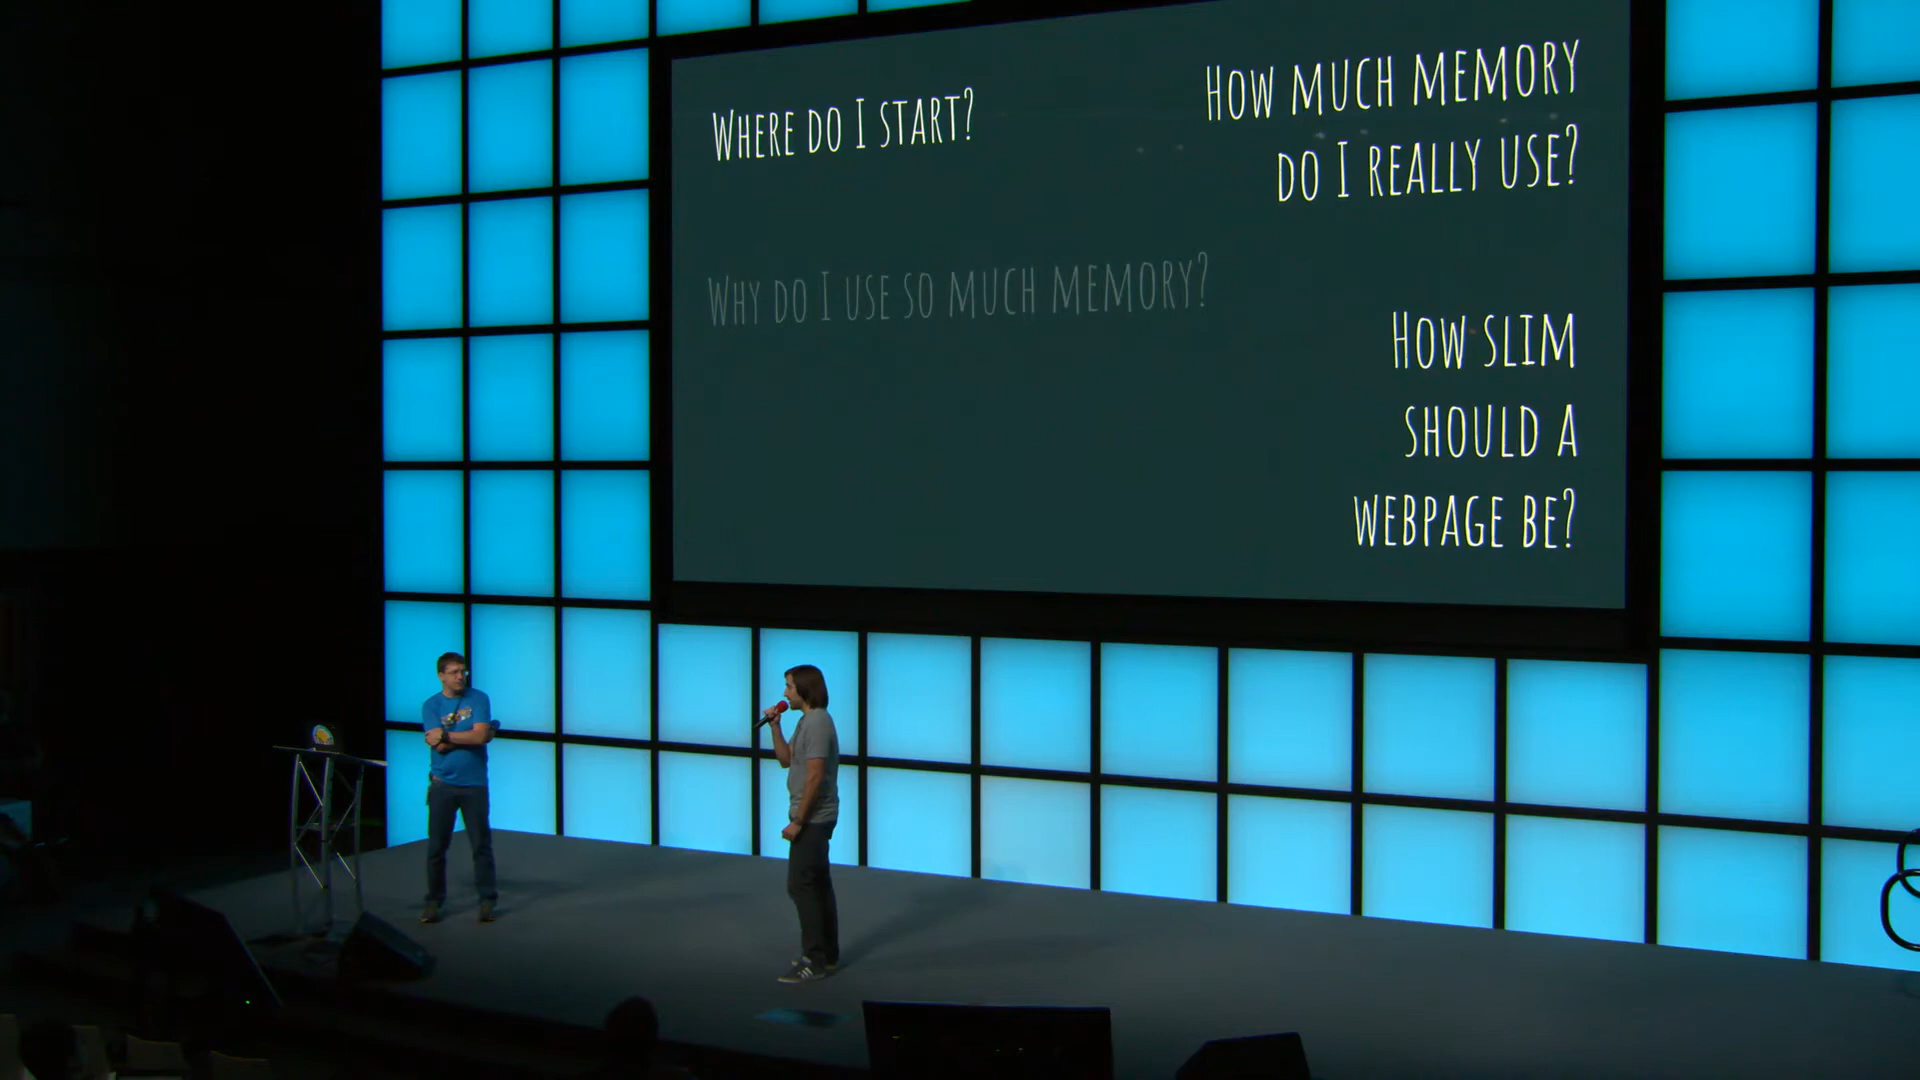 Where do I start?
How much memory
do I really use?
Why do I use so much memory?
How slim
should a
webpage be?